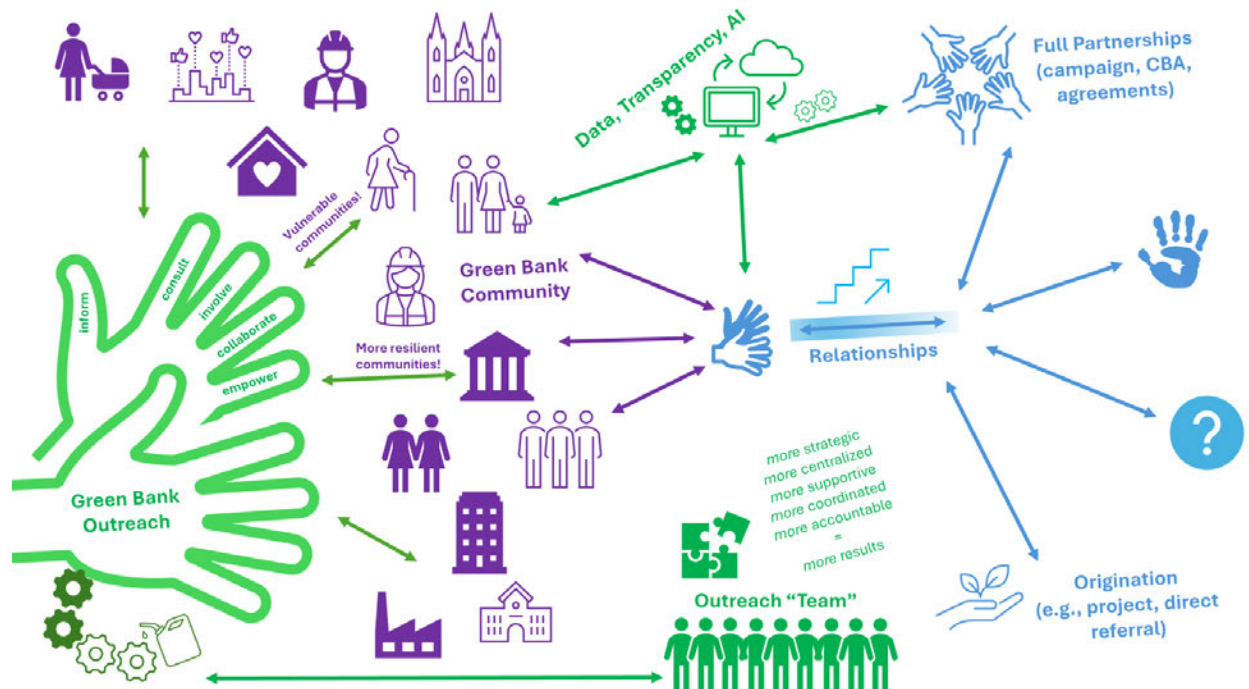 Data, Transparency, AI
Full Partnerships
(campaign, CBA,
agreements)
Vulnerable
communities!
inform
consult
involve
collaborate
empower
Green Bank
Community
More resilient
communities!
Relationships
Green Bank
Outreach
more strategic
more centralized
more supportive
more coordinated
more accountable
=
more results
?
Outreach “Team”
Origination
(e.g., project, direct
referral)